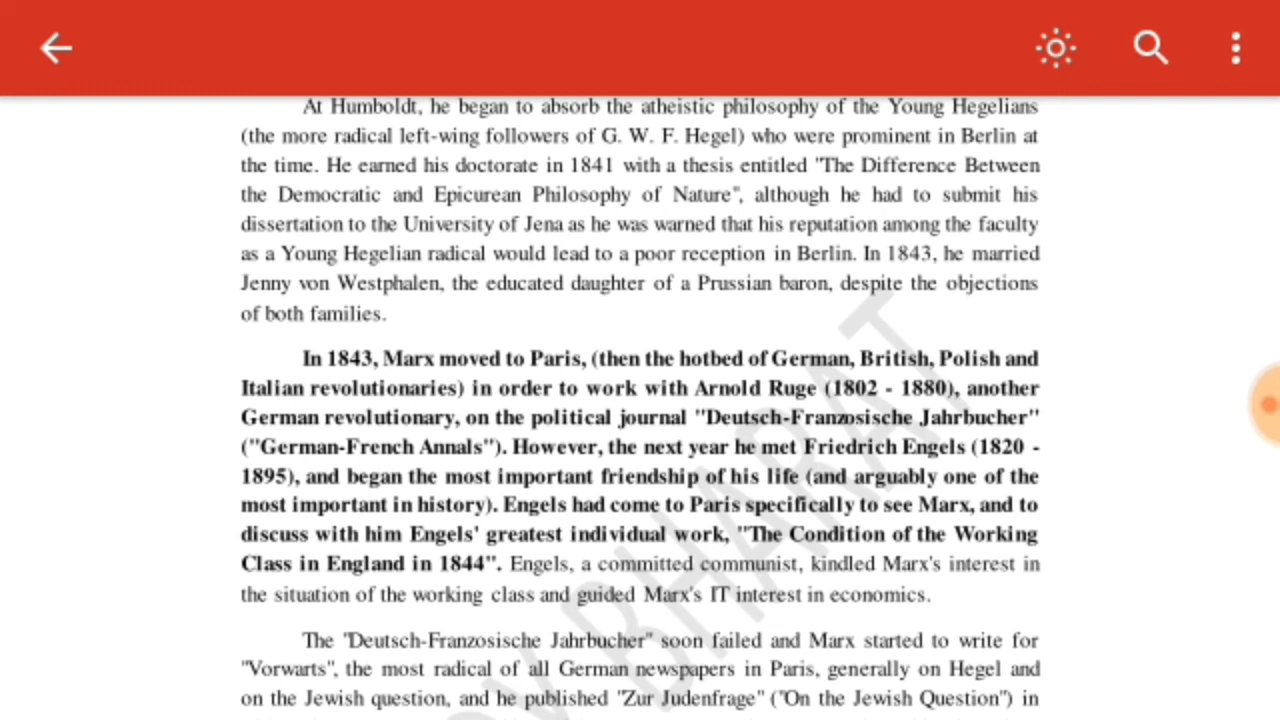 At Humboldt, he began to absorb the atheistic philosophy of the Young Hegelians
(the more radical left-wing followers of G. W. F. Hegel) who were prominent in Berlin at
the time. He earned his doctorate in 1841 with a thesis entitled "The Difference Between
the Democratic and Epicurean Philosophy of Nature", although he had to submit his
dissertation to the University of Jena as he was warned that his reputation among the faculty
as a Young Hegelian radical would lead to a poor reception in Berlin. In 1843, he married
Jenny von Westphalen, the educated daughter of a Prussian baron, despite the objections
of both families.
In 1843, Marx moved to Paris, (then the hotbed of German, British, Polish and
Italian revolutionaries) in order to work with Arnold Ruge (1802 - 1880), another
German revolutionary, on the political journal "Deutsch-Franzosische Jahrbucher"
("German-French Annals"). However, the next year he met Friedrich Engels (1820 -
1895), and began the most important friendship of his life (and arguably one of the
most important in history). Engels had come to Paris specifically to see Marx, and to
discuss with him Engels' greatest individual work, "The Condition of the Working
Class in England in 1844". Engels, a committed communist, kindled Marx's interest in
the situation of the working class and guided Marx's IT interest in economics.
The "Deutsch-Franzosische Jahrbucher" soon failed and Marx started to write for
"Vorwarts", the most radical of all German newspapers in Paris, generally on Hegel and
on the Jewish question, and he published "Zur Judenfrage" ("On the Jewish Question") in
BHARAT